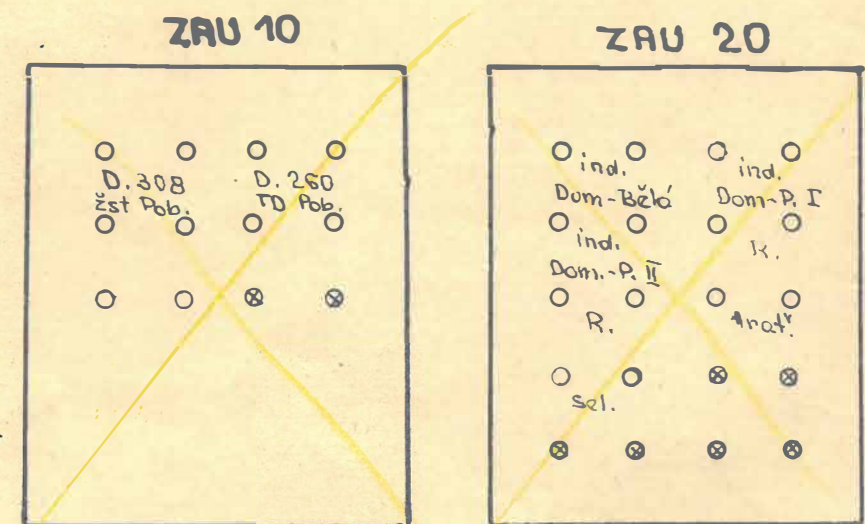 ZAU 10
D. 308
žst Pob.
D. 260
TD Pob.
ZAU 20
ind.
Dom-Bělá
ind.
Dom-P. I
ind.
Dom.-P. II
K.
R.
trať.
sel.